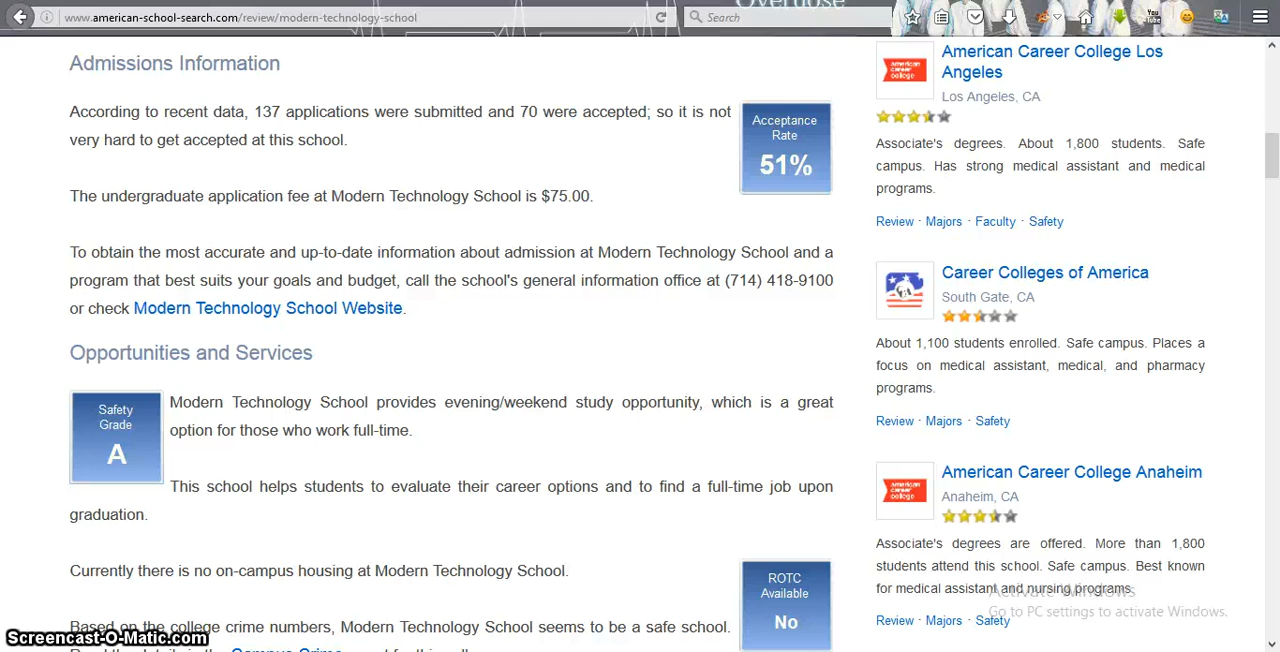 Overdose
www.american-school-search.com/review/modern-technology-school
Search
You
Tube
Admissions Information
According to recent data, 137 applications were submitted and 70 were accepted; so it is not
very hard to get accepted at this school.
Acceptance
Rate
51%
The undergraduate application fee at Modern Technology School is $75.00.
To obtain the most accurate and up-to-date information about admission at Modern Technology School and a
program that best suits your goals and budget, call the school's general information office at (714) 418-9100
or check Modern Technology School Website.
Opportunities and Services
Safety
Grade
A
Modern Technology School provides evening/weekend study opportunity, which is a great
option for those who work full-time.
This school helps students to evaluate their career options and to find a full-time job upon
graduation.
Currently there is no on-campus housing at Modern Technology School.
ROTC
Available
No
Based on the college crime numbers, Modern Technology School seems to be a safe school.
American Career College Los
Angeles
american
career
college
Los Angeles, CA
Associate's degrees. About 1,800 students. Safe
campus. Has strong medical assistant and medical
programs.
Review · Majors · Faculty · Safety
Career Colleges of America
South Gate, CA
About 1,100 students enrolled. Safe campus. Places a
focus on medical assistant, medical, and pharmacy
programs.
Review · Majors · Safety
American Career College Anaheim
american
career
college
Anaheim, CA
Associate's degrees are offered. More than 1,800
students attend this school. Safe campus. Best known
for medical assistant and nursing programs.
Review · Majors · Safety
Activate Windows
Go to PC settings to activate Windows.
Screencast-O-Matic.com